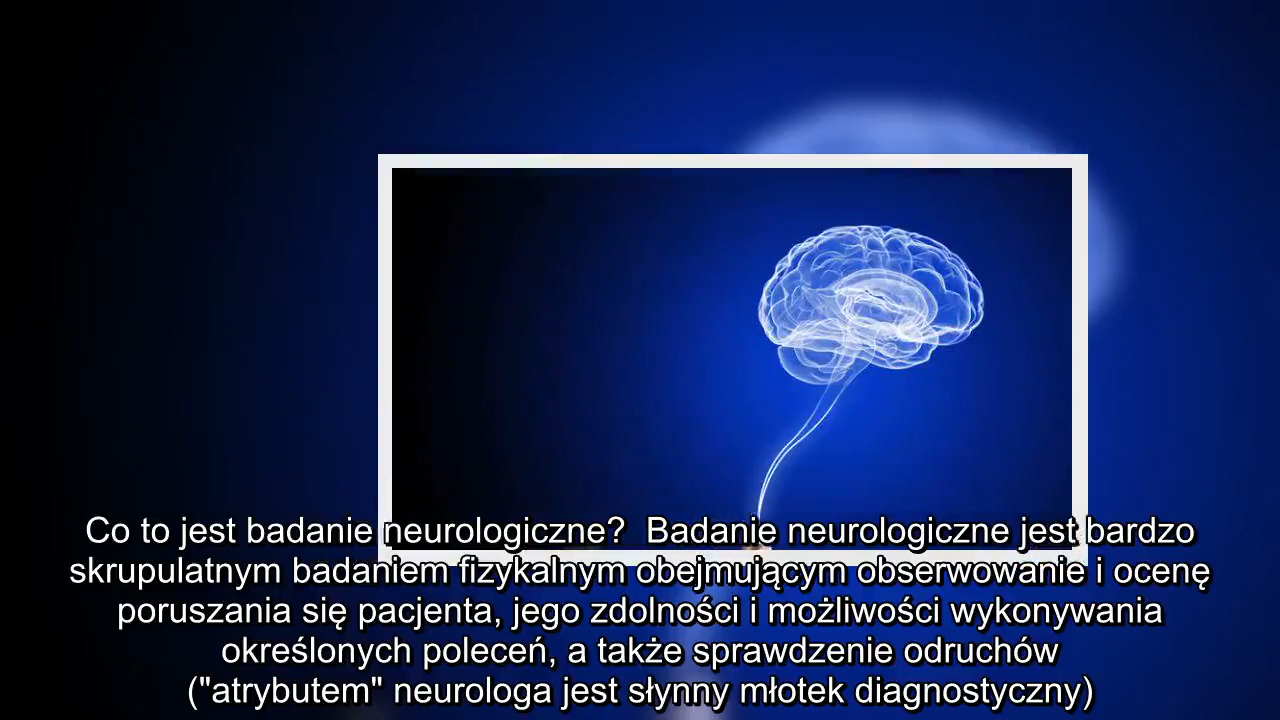 Co to jest badanie neurologiczne?  Badanie neurologiczne jest bardzo
skrupulatnym badaniem fizykalnym obejmującym obserwowanie i ocenę
poruszania się pacjenta, jego zdolności i możliwości wykonywania
określonych poleceń, a także sprawdzenie odruchów
("atrybutem" neurologa jest słynny młotek diagnostyczny)